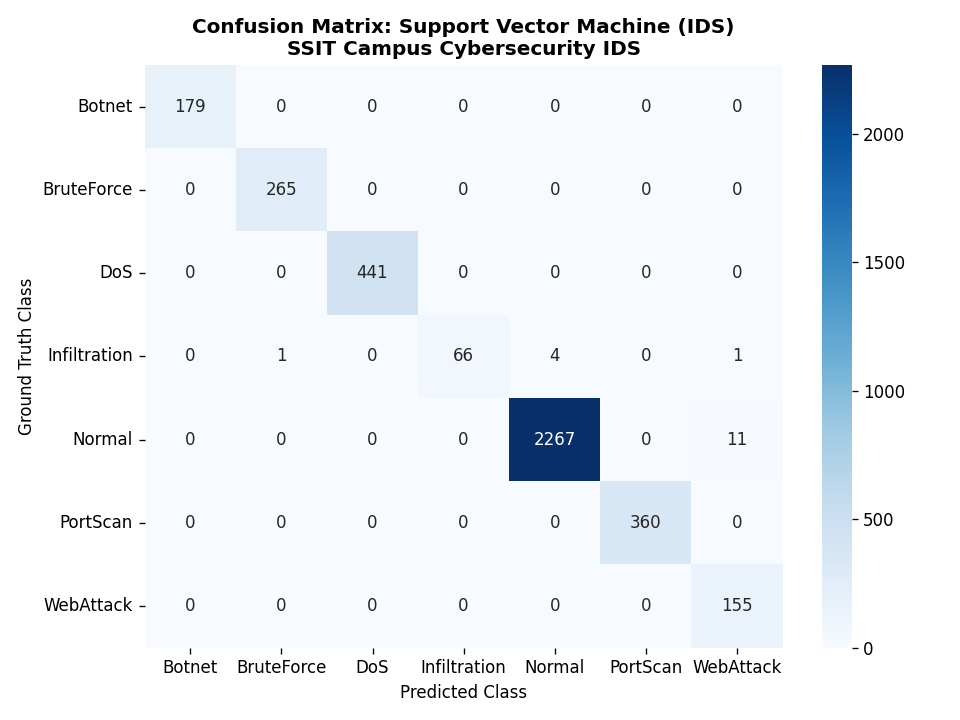 Confusion Matrix: Support Vector Machine (IDS)
SSIT Campus Cybersecurity IDS
Ground Truth Class
Botnet 179 0 0 0 0 0 0
BruteForce 0 265 0 0 0 0 0
DoS 0 0 441 0 0 0 0
Infiltration 0 1 0 66 4 0 1
Normal 0 0 0 0 2267 0 11
PortScan 0 0 0 0 0 360 0
WebAttack 0 0 0 0 0 0 155
Botnet BruteForce DoS Infiltration Normal PortScan WebAttack
Predicted Class
2000
1500
1000
500
0